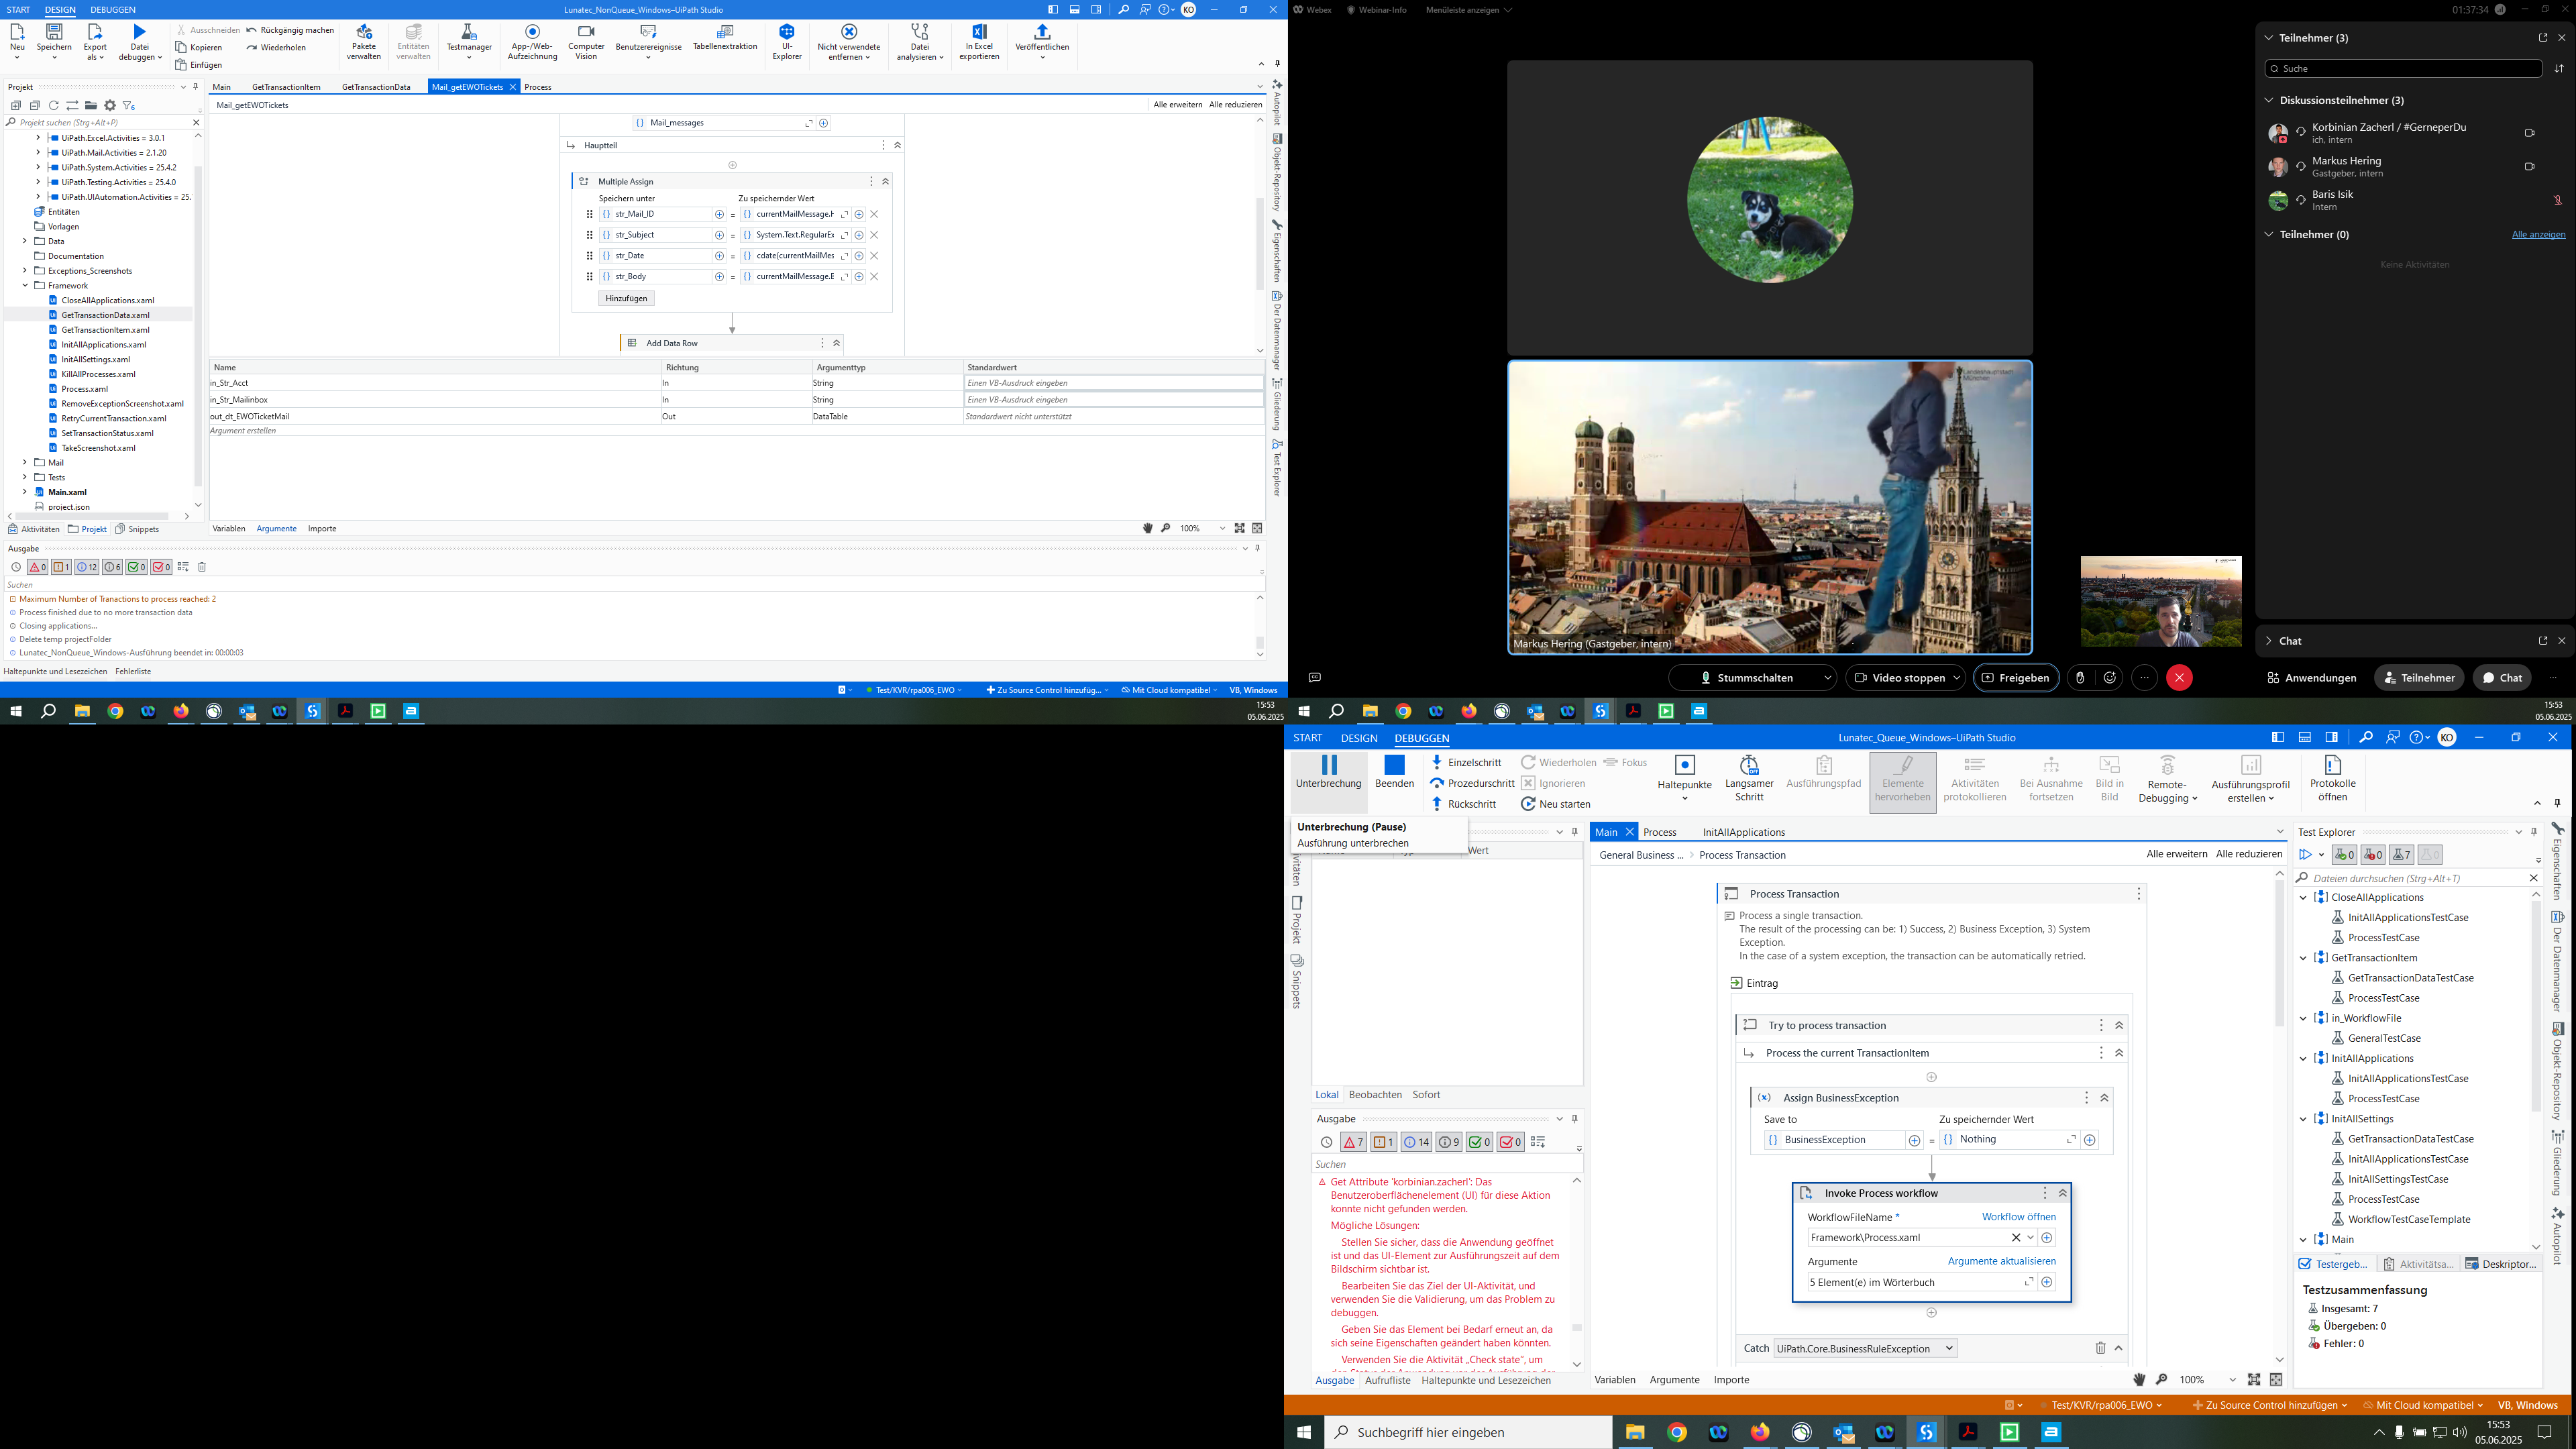 START DESIGN DEBUGGEN
Lunatec_NonQueue_Windows–UiPath Studio
KO
Neu
Speichern
Export als
Datei debuggen
Ausschneiden
Kopieren
Einfügen
Rückgängig machen
Wiederholen
Pakete verwalten
Entitäten verwalten
Testmanager
App-/Web-Aufzeichnung
Computer Vision
Benutzerereignisse
Tabellenextraktion
UI-Explorer
Nicht verwendete entfernen
Datei analysieren
In Excel exportieren
Veröffentlichen
Projekt
Projekt suchen (Strg+Alt+P)
UiPath.Excel.Activities = 3.0.1
UiPath.Mail.Activities = 2.1.20
UiPath.System.Activities = 25.4.2
UiPath.Testing.Activities = 25.4.0
UiPath.UIAutomation.Activities = 25.
Entitäten
Vorlagen
Data
Documentation
Exceptions_Screenshots
Framework
CloseAllApplications.xaml
GetTransactionData.xaml
GetTransactionItem.xaml
InitAllApplications.xaml
InitAllSettings.xaml
KillAllProcesses.xaml
Process.xaml
RemoveExceptionScreenshot.xaml
RetryCurrentTransaction.xaml
SetTransactionStatus.xaml
TakeScreenshot.xaml
Mail
Tests
Main.xaml
project.json
Aktivitäten Projekt Snippets
Main GetTransactionItem GetTransactionData Mail_getEWOTickets Process
Mail_getEWOTickets
Alle erweitern Alle reduzieren
Mail_messages
Hauptteil
Multiple Assign
Speichern unter Zu speichernder Wert
str_Mail_ID = currentMailMessage.H
str_Subject = System.Text.RegularEx
str_Date = cdate(currentMailMes
str_Body = currentMailMessage.E
Hinzufügen
Add Data Row
Name Richtung Argumenttyp Standardwert
in_Str_Acct In String Einen VB-Ausdruck eingeben
in_Str_Mailinbox In String Einen VB-Ausdruck eingeben
out_dt_EWOTicketMail Out DataTable Standardwert nicht unterstützt
Argument erstellen
Variablen Argumente Importe
100%
Autopilot
Objekt-Repository
Eigenschaften
Der Datenmanager
Gliederung
Test Explorer
Ausgabe
0 1 12 6 0 0
Suchen
Maximum Number of Tranactions to process reached: 2
Process finished due to no more transaction data
Closing applications...
Delete temp projectFolder
Lunatec_NonQueue_Windows-Ausführung beendet in: 00:00:03
Haltepunkte und Lesezeichen Fehlerliste
Test/KVR/rpa006_EWO
Zu Source Control hinzufüg...
Mit Cloud kompatibel
VB, Windows
15:53
05.06.2025
Webex Webinar-Info Menüleiste anzeigen
01:37:34
Teilnehmer (3)
Suche
Diskussionsteilnehmer (3)
Korbinian Zacherl / #GerneperDu
ich, intern
Markus Hering
Gastgeber, intern
Baris Isik
Intern
Teilnehmer (0) Alle anzeigen
Keine Aktivitäten
Landeshauptstadt
München
Markus Hering (Gastgeber, intern)
Chat
Stummschalten
Video stoppen
Freigeben
Anwendungen
Teilnehmer
Chat
15:53
05.06.2025
START DESIGN DEBUGGEN
Lunatec_Queue_Windows–UiPath Studio
KO
Unterbrechung
Beenden
Einzelschritt
Prozedurschritt
Rückschritt
Wiederholen
Ignorieren
Neu starten
Fokus
Haltepunkte
Langsamer Schritt
Ausführungspfad
Elemente hervorheben
Aktivitäten protokollieren
Bei Ausnahme fortsetzen
Bild in Bild
Remote-Debugging
Ausführungsprofil erstellen
Protokolle öffnen
Unterbrechung (Pause)
Ausführung unterbrechen
Wert
Projekt
Snippets
Lokal Beobachten Sofort
Ausgabe
7 1 14 9 0 0
Suchen
Get Attribute 'korbinian.zacherl': Das
Benutzeroberflächenelement (UI) für diese Aktion
konnte nicht gefunden werden.
Mögliche Lösungen:
Stellen Sie sicher, dass die Anwendung geöffnet
ist und das UI-Element zur Ausführungszeit auf dem
Bildschirm sichtbar ist.
Bearbeiten Sie das Ziel der UI-Aktivität, und
verwenden Sie die Validierung, um das Problem zu
debuggen.
Geben Sie das Element bei Bedarf erneut an, da
sich seine Eigenschaften geändert haben könnten.
Verwenden Sie die Aktivität „Check state“, um
Ausgabe Aufrufliste Haltepunkte und Lesezeichen
Main Process InitAllApplications
General Business ... Process Transaction
Alle erweitern Alle reduzieren
Process Transaction
Process a single transaction.
The result of the processing can be: 1) Success, 2) Business Exception, 3) System
Exception.
In the case of a system exception, the transaction can be automatically retried.
Eintrag
Try to process transaction
Process the current TransactionItem
Assign BusinessException
Save to Zu speichernder Wert
BusinessException = Nothing
Invoke Process workflow
WorkflowFileName * Workflow öffnen
Framework\Process.xaml
Argumente Argumente aktualisieren
5 Element(e) im Wörterbuch
Catch UiPath.Core.BusinessRuleException
Variablen Argumente Importe
100%
Test Explorer
0 0 7 0
Dateien durchsuchen (Strg+Alt+T)
CloseAllApplications
InitAllApplicationsTestCase
ProcessTestCase
GetTransactionItem
GetTransactionDataTestCase
ProcessTestCase
in_WorkflowFile
GeneralTestCase
InitAllApplications
InitAllApplicationsTestCase
ProcessTestCase
InitAllSettings
GetTransactionDataTestCase
InitAllApplicationsTestCase
InitAllSettingsTestCase
ProcessTestCase
WorkflowTestCaseTemplate
Main
Testergeb... Aktivitätsa... Deskriptor...
Testzusammenfassung
Insgesamt: 7
Übergeben: 0
Fehler: 0
Eigenschaften
Der Datenmanager
Objekt-Repository
Gliederung
Autopilot
Test/KVR/rpa006_EWO
Zu Source Control hinzufügen
Mit Cloud kompatibel
VB, Windows
Suchbegriff hier eingeben
15:53
05.06.2025